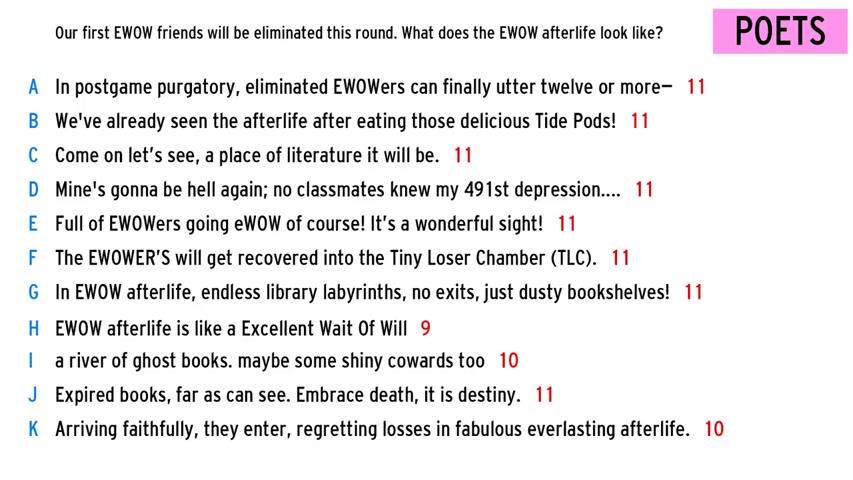 Our first EWOW friends will be eliminated this round. What does the EWOW afterlife look like?
POETS
A In postgame purgatory, eliminated EWOWers can finally utter twelve or more– 11
B We've already seen the afterlife after eating those delicious Tide Pods! 11
C Come on let's see, a place of literature it will be. 11
D Mine's gonna be hell again; no classmates knew my 491st depression.... 11
E Full of EWOWers going eWOW of course! It's a wonderful sight! 11
F The EWOWER'S will get recovered into the Tiny Loser Chamber (TLC). 11
G In EWOW afterlife, endless library labyrinths, no exits, just dusty bookshelves! 11
H EWOW afterlife is like a Excellent Wait Of Will 9
I a river of ghost books. maybe some shiny cowards too 10
J Expired books, far as can see. Embrace death, it is destiny. 11
K Arriving faithfully, they enter, regretting losses in fabulous everlasting afterlife. 10